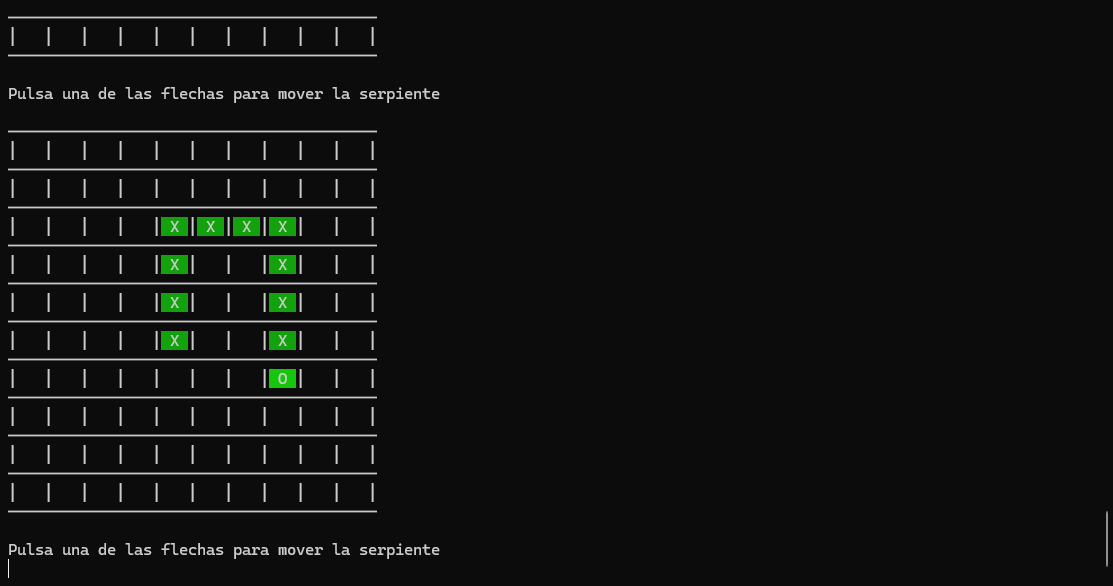 |   |   |   |   |   |   |   |   |   |   |
Pulsa una de las flechas para mover la serpiente
|   |   |   |   |   |   |   |   |   |   |
|   |   |   |   |   |   |   |   |   |   |
|   |   |   |   | X | X | X | X |   |   |
|   |   |   |   | X |   |   | X |   |   |
|   |   |   |   | X |   |   | X |   |   |
|   |   |   |   | X |   |   | X |   |   |
|   |   |   |   |   |   |   | O |   |   |
|   |   |   |   |   |   |   |   |   |   |
|   |   |   |   |   |   |   |   |   |   |
|   |   |   |   |   |   |   |   |   |   |
Pulsa una de las flechas para mover la serpiente